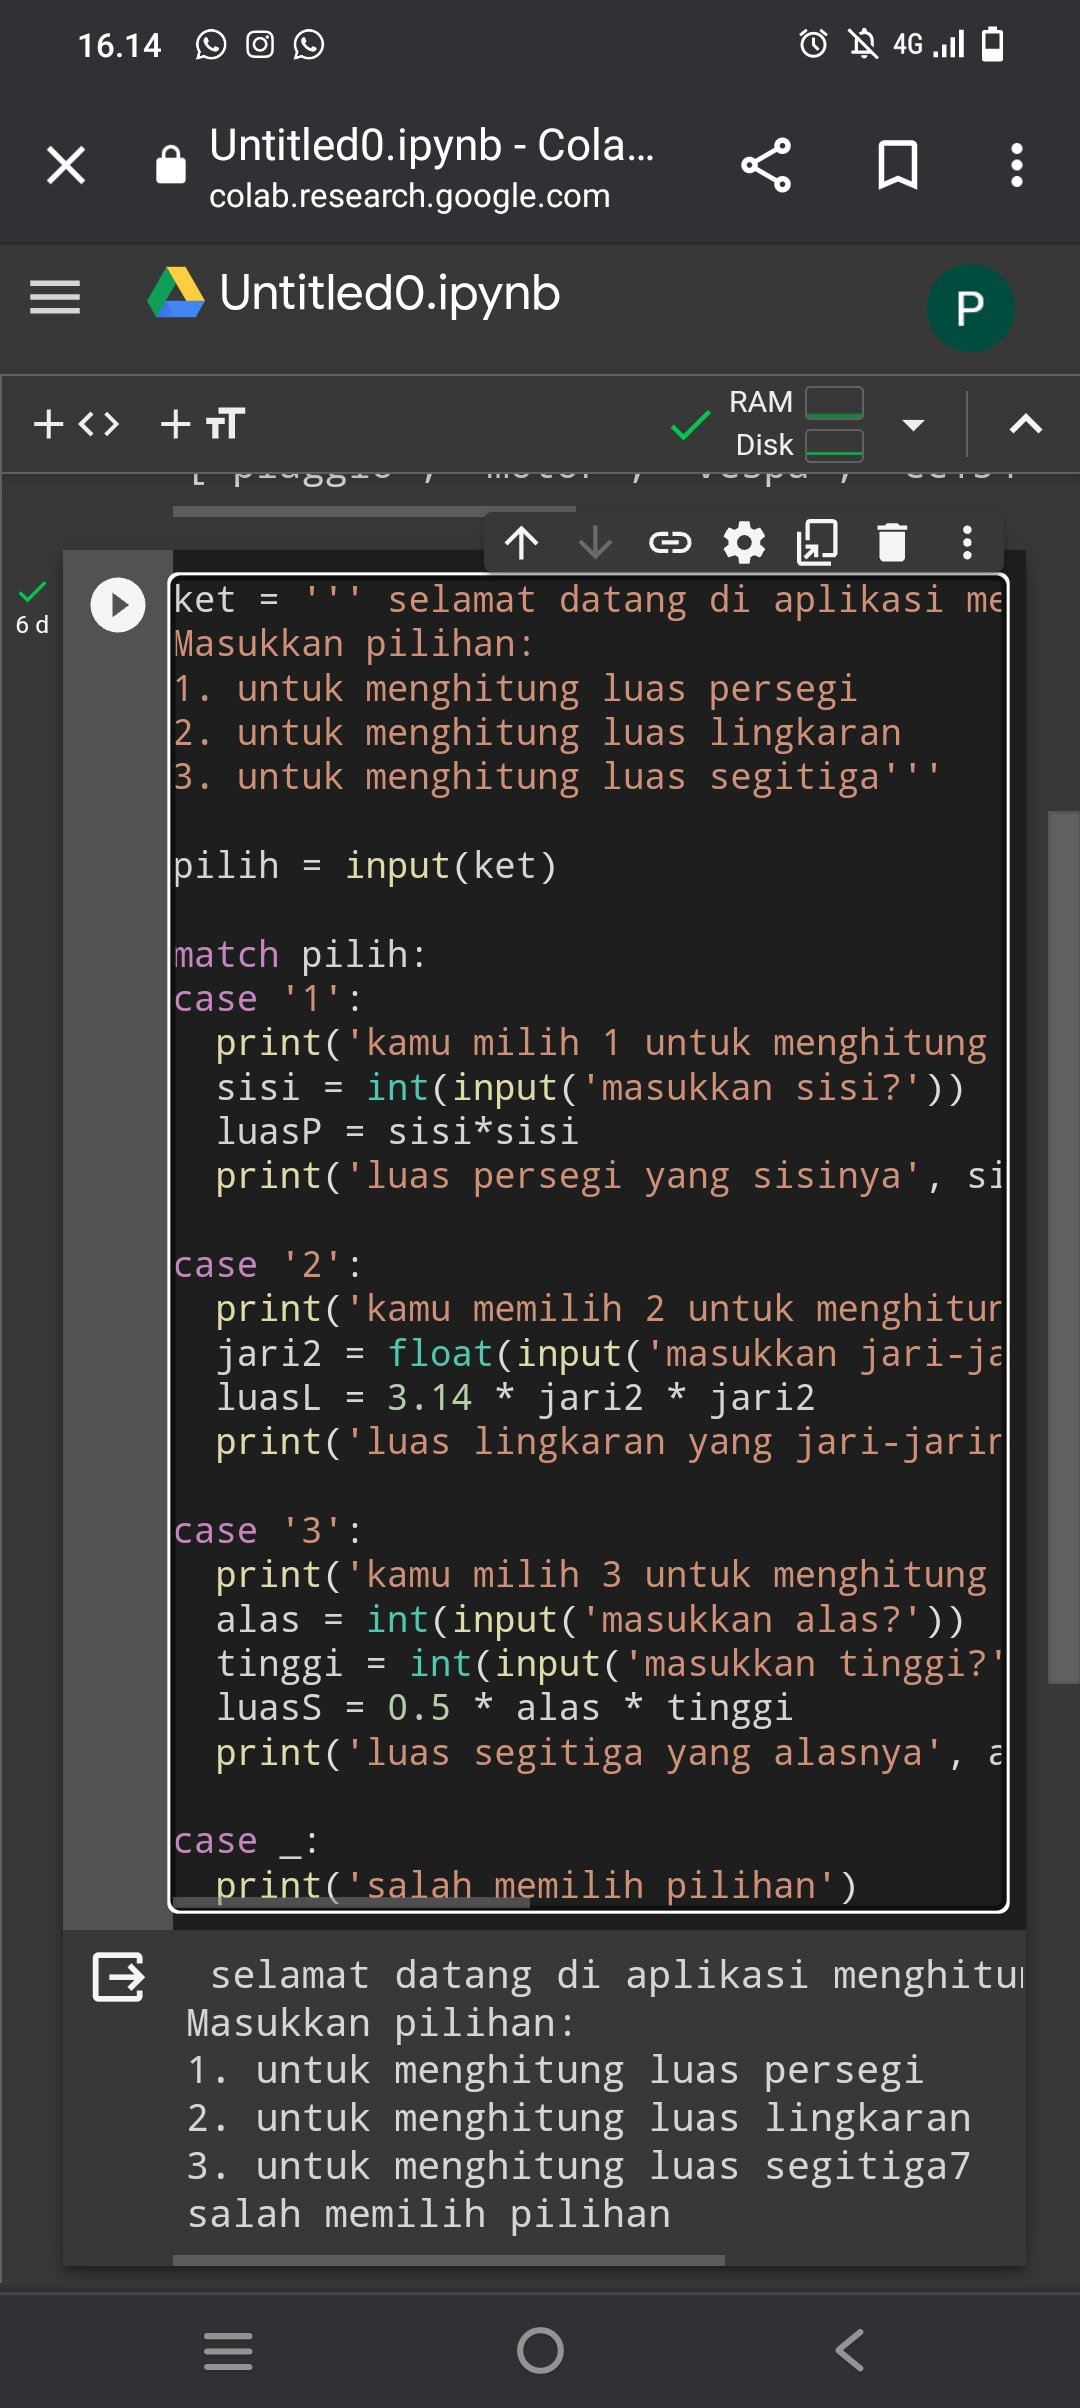 16.14
4G
Untitled0.ipynb - Cola...
colab.research.google.com
Untitled0.ipynb
P
RAM
Disk
6 d
ket = ''' selamat datang di aplikasi me
Masukkan pilihan:
1. untuk menghitung luas persegi
2. untuk menghitung luas lingkaran
3. untuk menghitung luas segitiga'''
pilih = input(ket)
match pilih:
case '1':
print('kamu milih 1 untuk menghitung
sisi = int(input('masukkan sisi?'))
luasP = sisi*sisi
print('luas persegi yang sisinya', si
case '2':
print('kamu memilih 2 untuk menghitun
jari2 = float(input('masukkan jari-ja
luasL = 3.14 * jari2 * jari2
print('luas lingkaran yang jari-jarin
case '3':
print('kamu milih 3 untuk menghitung
alas = int(input('masukkan alas?'))
tinggi = int(input('masukkan tinggi?'
luasS = 0.5 * alas * tinggi
print('luas segitiga yang alasnya', a
case _:
print('salah memilih pilihan')
selamat datang di aplikasi menghitu
Masukkan pilihan:
1. untuk menghitung luas persegi
2. untuk menghitung luas lingkaran
3. untuk menghitung luas segitiga7
salah memilih pilihan